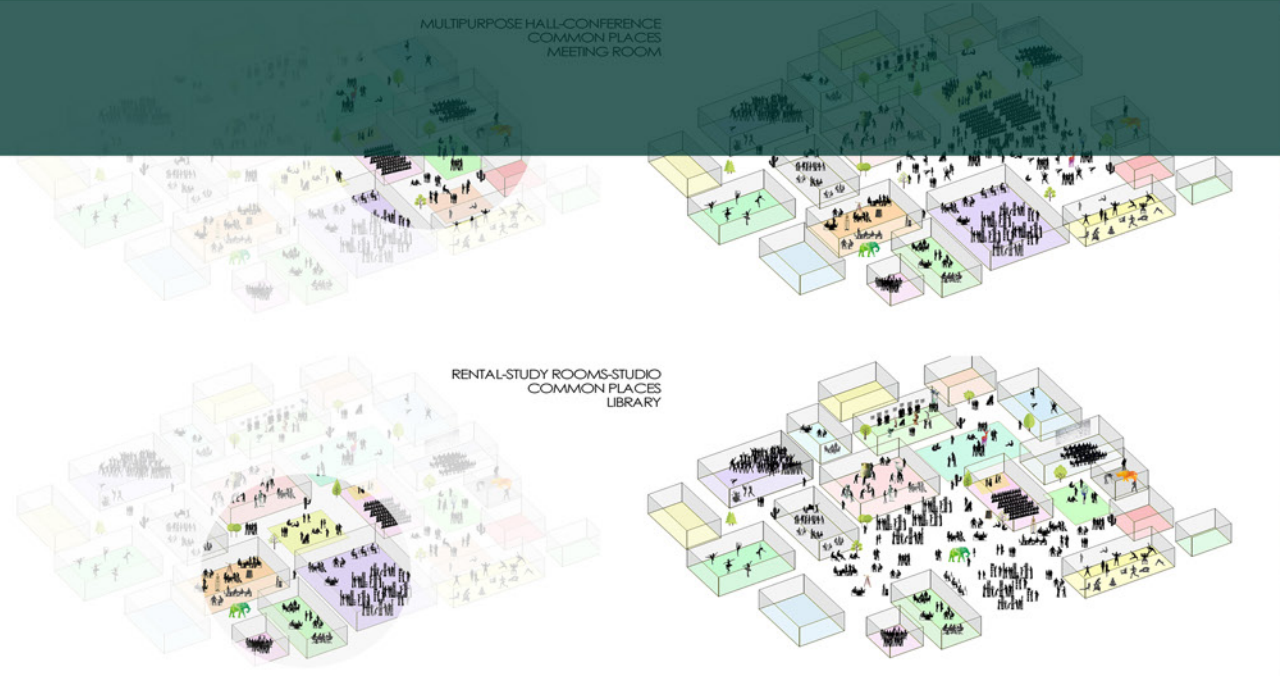 MULTIPURPOSE HALL-CONFERENCE
COMMON PLACES
MEETING ROOM
RENTAL-STUDY ROOMS-STUDIO
COMMON PLACES
LIBRARY